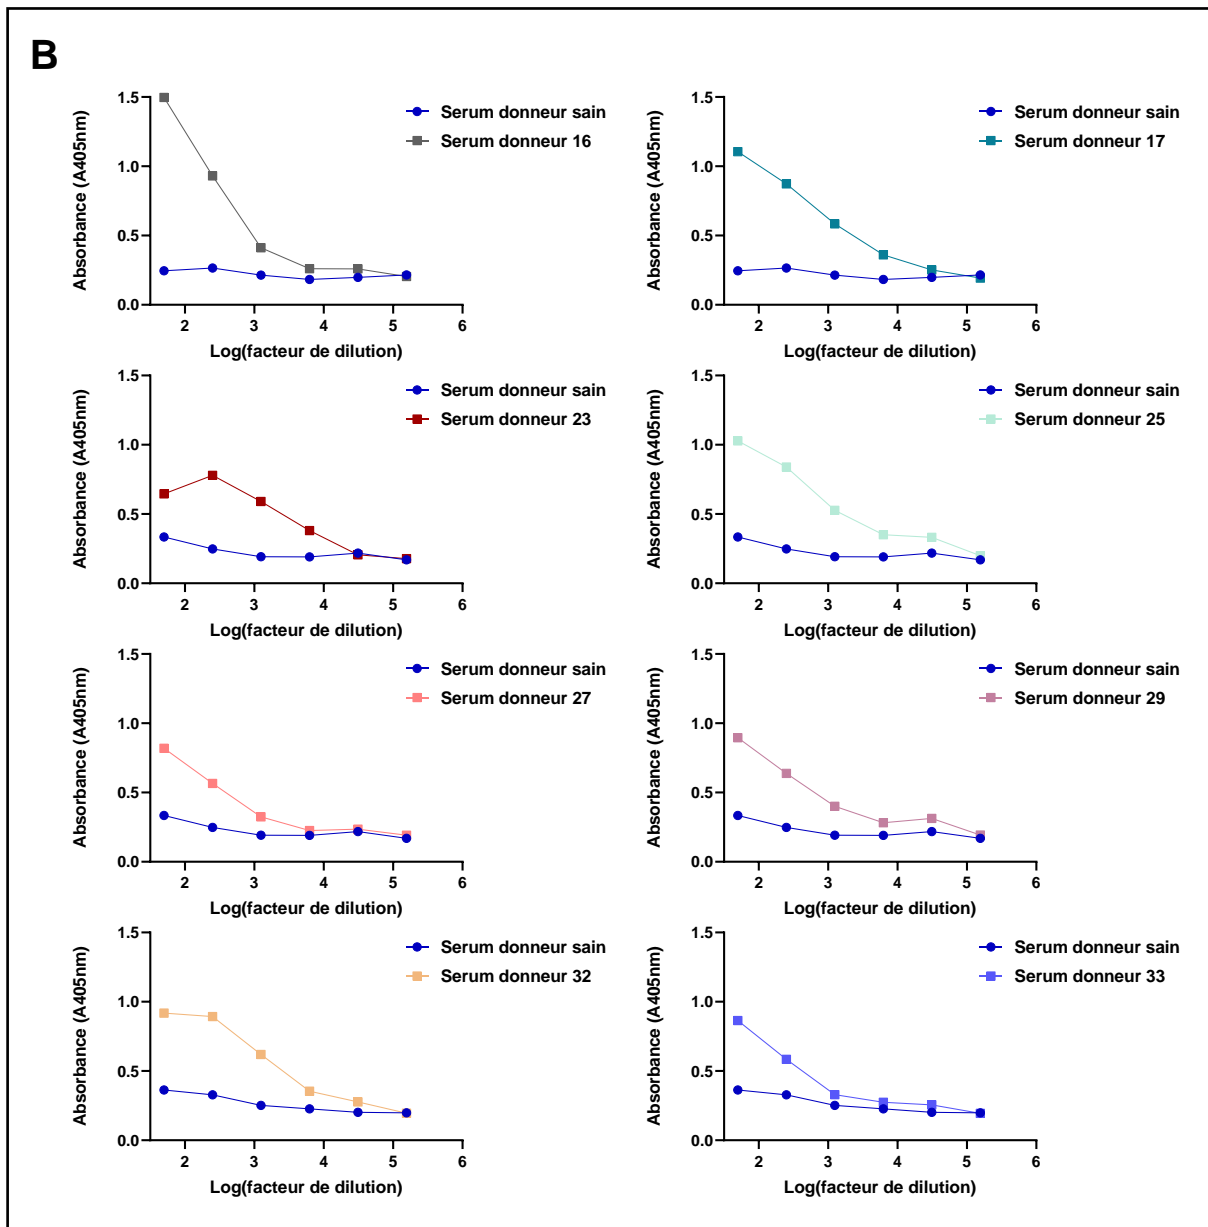 B
Absorbance (A405nm)
1.5
1.0
0.5
0.0
2 3 4 5 6
Log(facteur de dilution)
Serum donneur sain
Serum donneur 16
Absorbance (A405nm)
1.5
1.0
0.5
0.0
2 3 4 5 6
Log(facteur de dilution)
Serum donneur sain
Serum donneur 17
Absorbance (A405nm)
1.5
1.0
0.5
0.0
2 3 4 5 6
Log(facteur de dilution)
Serum donneur sain
Serum donneur 23
Absorbance (A405nm)
1.5
1.0
0.5
0.0
2 3 4 5 6
Log(facteur de dilution)
Serum donneur sain
Serum donneur 25
Absorbance (A405nm)
1.5
1.0
0.5
0.0
2 3 4 5 6
Log(facteur de dilution)
Serum donneur sain
Serum donneur 27
Absorbance (A405nm)
1.5
1.0
0.5
0.0
2 3 4 5 6
Log(facteur de dilution)
Serum donneur sain
Serum donneur 29
Absorbance (A405nm)
1.5
1.0
0.5
0.0
2 3 4 5 6
Log(facteur de dilution)
Serum donneur sain
Serum donneur 32
Absorbance (A405nm)
1.5
1.0
0.5
0.0
2 3 4 5 6
Log(facteur de dilution)
Serum donneur sain
Serum donneur 33